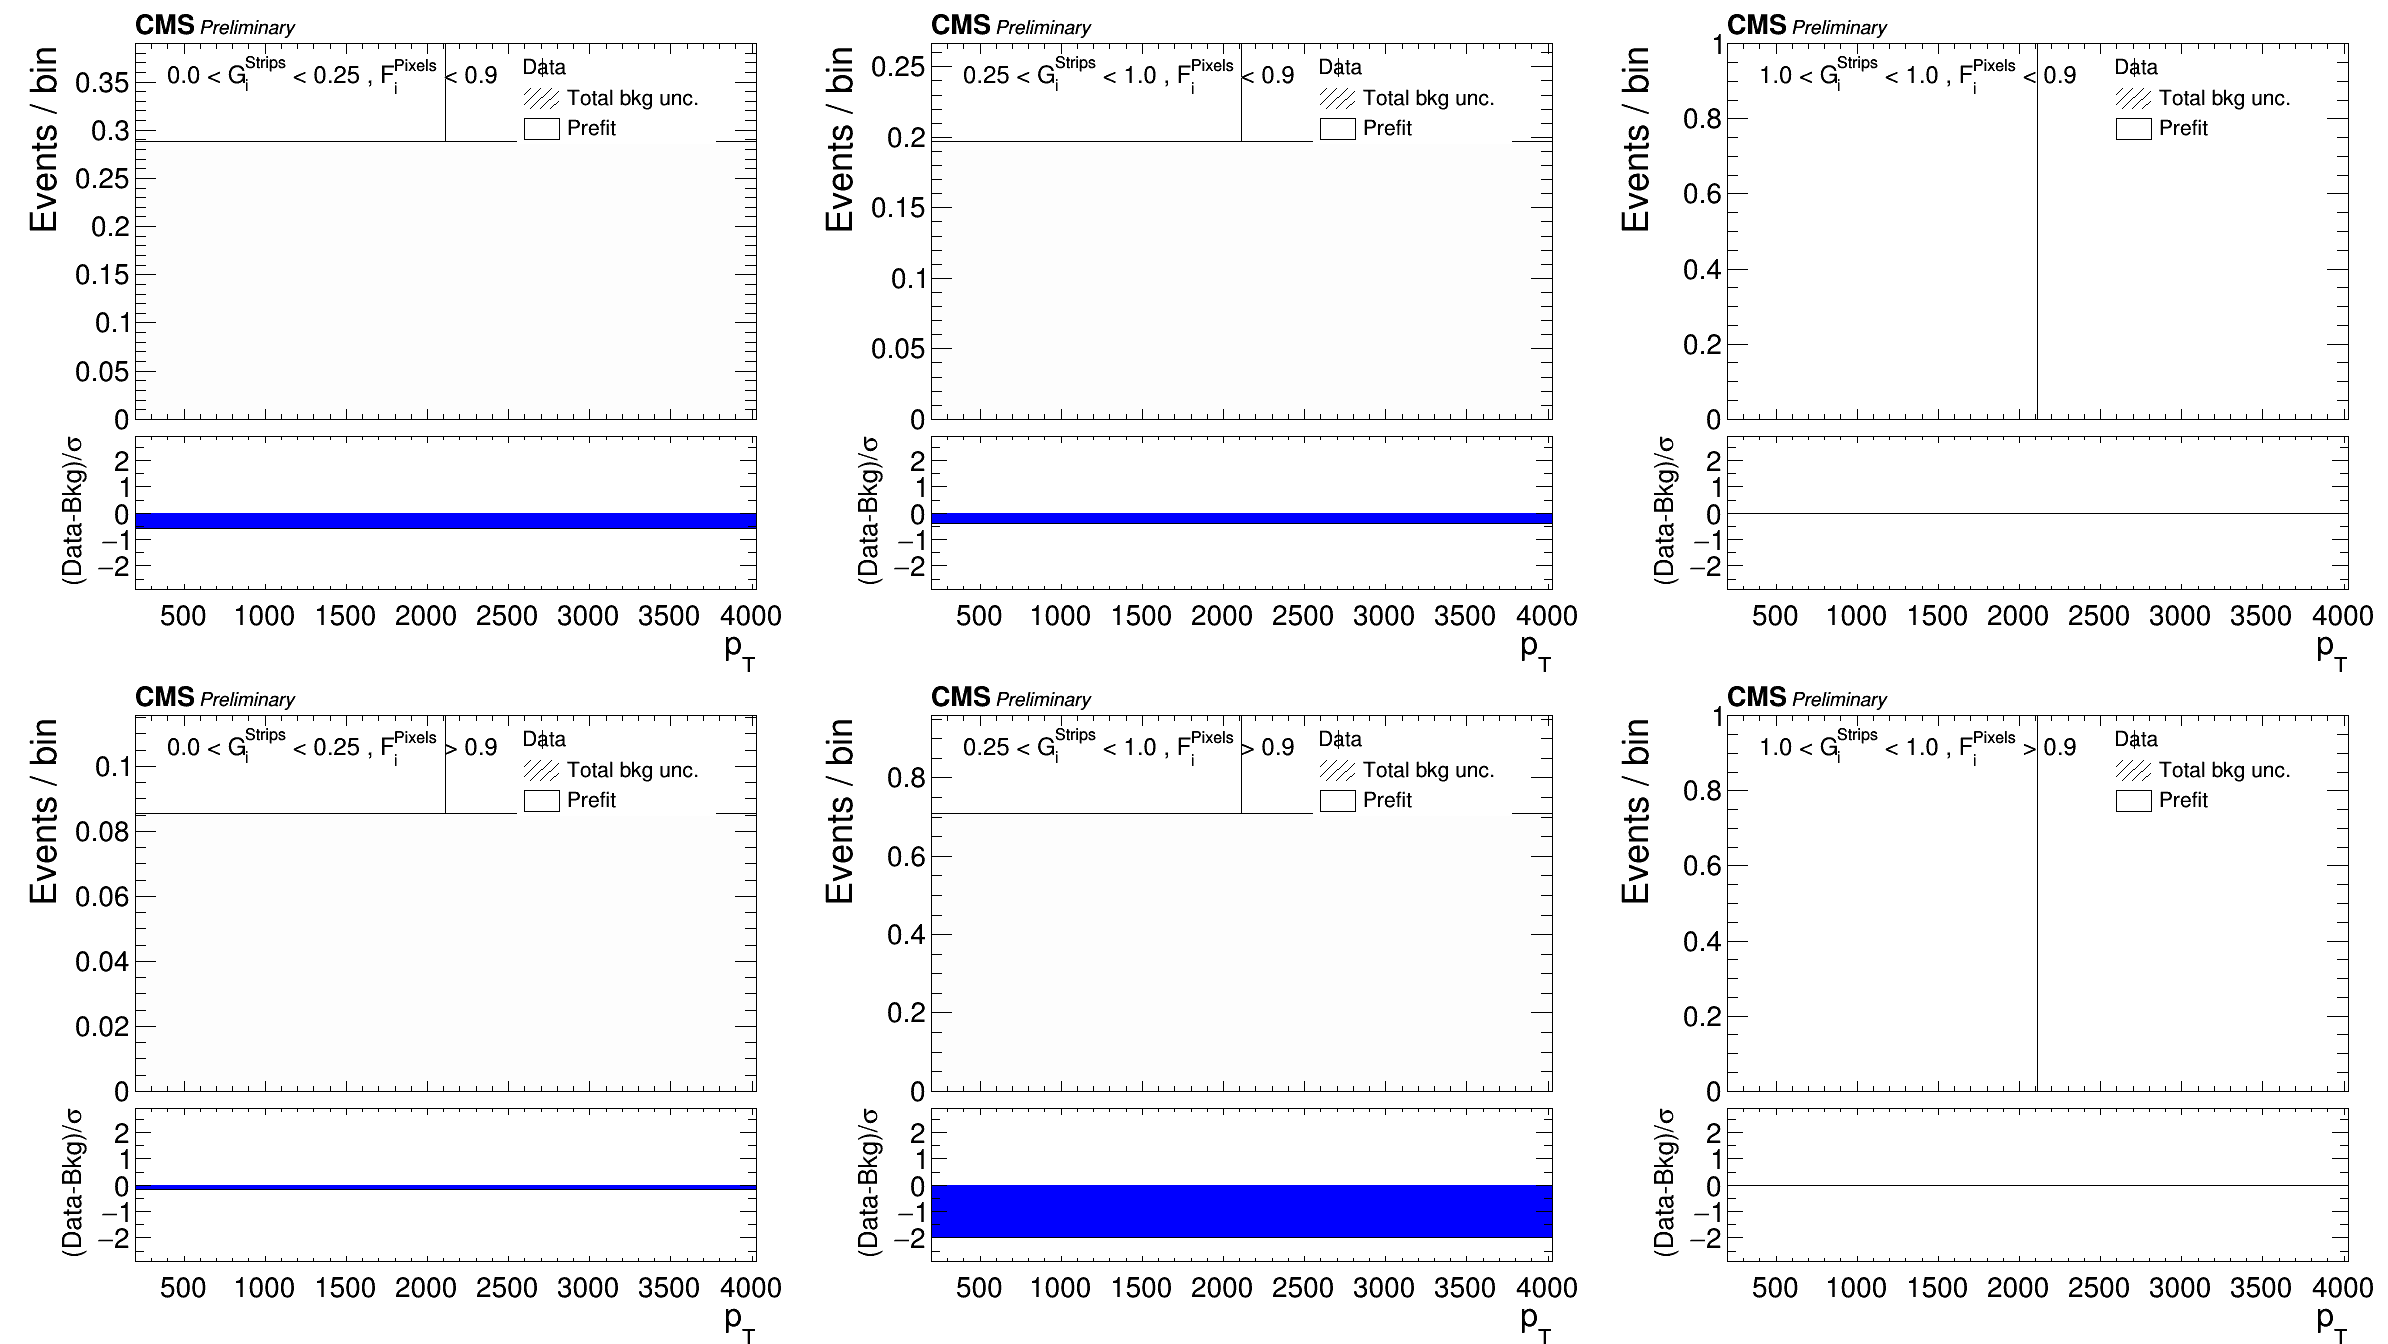 CMS Preliminary
Events / bin
0.0 < G_i^Strips < 0.25 , F_i^Pixels < 0.9
Data
Total bkg unc.
Prefit
0.35
0.3
0.25
0.2
0.15
0.1
0.05
0
(Data-Bkg)/σ
2
1
0
−1
−2
500 1000 1500 2000 2500 3000 3500 4000
p_T
CMS Preliminary
Events / bin
0.25 < G_i^Strips < 1.0 , F_i^Pixels < 0.9
Data
Total bkg unc.
Prefit
0.25
0.2
0.15
0.1
0.05
0
(Data-Bkg)/σ
2
1
0
−1
−2
500 1000 1500 2000 2500 3000 3500 4000
p_T
CMS Preliminary
Events / bin
1.0 < G_i^Strips < 1.0 , F_i^Pixels < 0.9
Data
Total bkg unc.
Prefit
1
0.8
0.6
0.4
0.2
0
(Data-Bkg)/σ
2
1
0
−1
−2
500 1000 1500 2000 2500 3000 3500 4000
p_T
CMS Preliminary
Events / bin
0.0 < G_i^Strips < 0.25 , F_i^Pixels > 0.9
Data
Total bkg unc.
Prefit
0.1
0.08
0.06
0.04
0.02
0
(Data-Bkg)/σ
2
1
0
−1
−2
500 1000 1500 2000 2500 3000 3500 4000
p_T
CMS Preliminary
Events / bin
0.25 < G_i^Strips < 1.0 , F_i^Pixels > 0.9
Data
Total bkg unc.
Prefit
0.8
0.6
0.4
0.2
0
(Data-Bkg)/σ
2
1
0
−1
−2
500 1000 1500 2000 2500 3000 3500 4000
p_T
CMS Preliminary
Events / bin
1.0 < G_i^Strips < 1.0 , F_i^Pixels > 0.9
Data
Total bkg unc.
Prefit
1
0.8
0.6
0.4
0.2
0
(Data-Bkg)/σ
2
1
0
−1
−2
500 1000 1500 2000 2500 3000 3500 4000
p_T